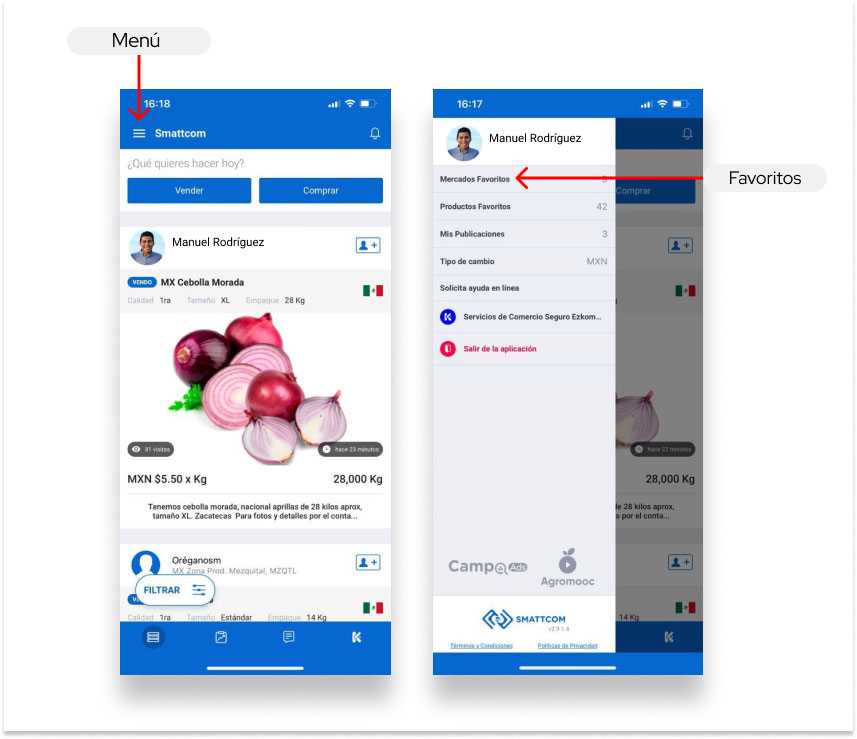 Menú
16:18
Smattcom
¿Qué quieres hacer hoy?
Vender
Comprar
Manuel Rodríguez
VENDO MX Cebolla Morada
Calidad 1ra Tamaño XL Empaque 28 Kg
81 visitas
hace 23 minutos
MXN $5.50 x Kg
28,000 Kg
Tenemos cebolla morada, nacional aprillas de 28 kilos aprox,
tamaño XL. Zacatecas Para fotos y detalles por el conta...
Oréganosm
MX Zona Prod. Mezquital, MZQTL
FILTRAR
Calidad 1ra Tamaño Estándar Empaque 14 Kg
16:17
Manuel Rodríguez
Mercados Favoritos
Favoritos
Productos Favoritos 42
Mis Publicaciones 3
Tipo de cambio MXN
Solicita ayuda en línea
Servicios de Comercio Seguro Ezkom...
Salir de la aplicación
Comprar
hace 23 minutos
28,000 Kg
de 28 kilos aprox,
s por el conta...
14 Kg
Campo Ads
Agromooc
SMATTCOM
v2.9.1.6
Términos y Condiciones
Políticas de Privacidad